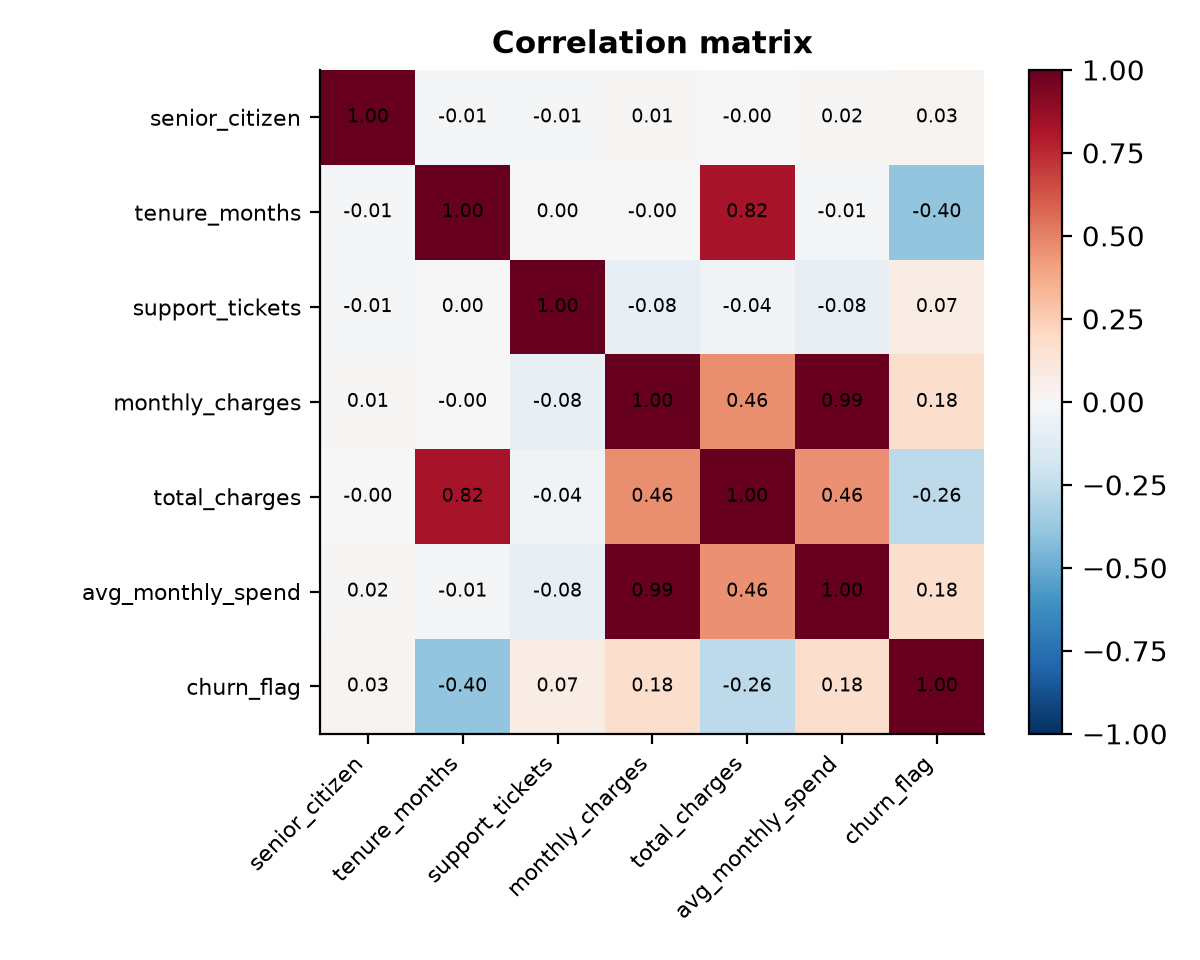 Correlation matrix
senior_citizen 1.00 -0.01 -0.01 0.01 -0.00 0.02 0.03
tenure_months -0.01 1.00 0.00 -0.00 0.82 -0.01 -0.40
support_tickets -0.01 0.00 1.00 -0.08 -0.04 -0.08 0.07
monthly_charges 0.01 -0.00 -0.08 1.00 0.46 0.99 0.18
total_charges -0.00 0.82 -0.04 0.46 1.00 0.46 -0.26
avg_monthly_spend 0.02 -0.01 -0.08 0.99 0.46 1.00 0.18
churn_flag 0.03 -0.40 0.07 0.18 -0.26 0.18 1.00
senior_citizen
tenure_months
support_tickets
monthly_charges
total_charges
avg_monthly_spend
churn_flag
1.00
0.75
0.50
0.25
0.00
−0.25
−0.50
−0.75
−1.00